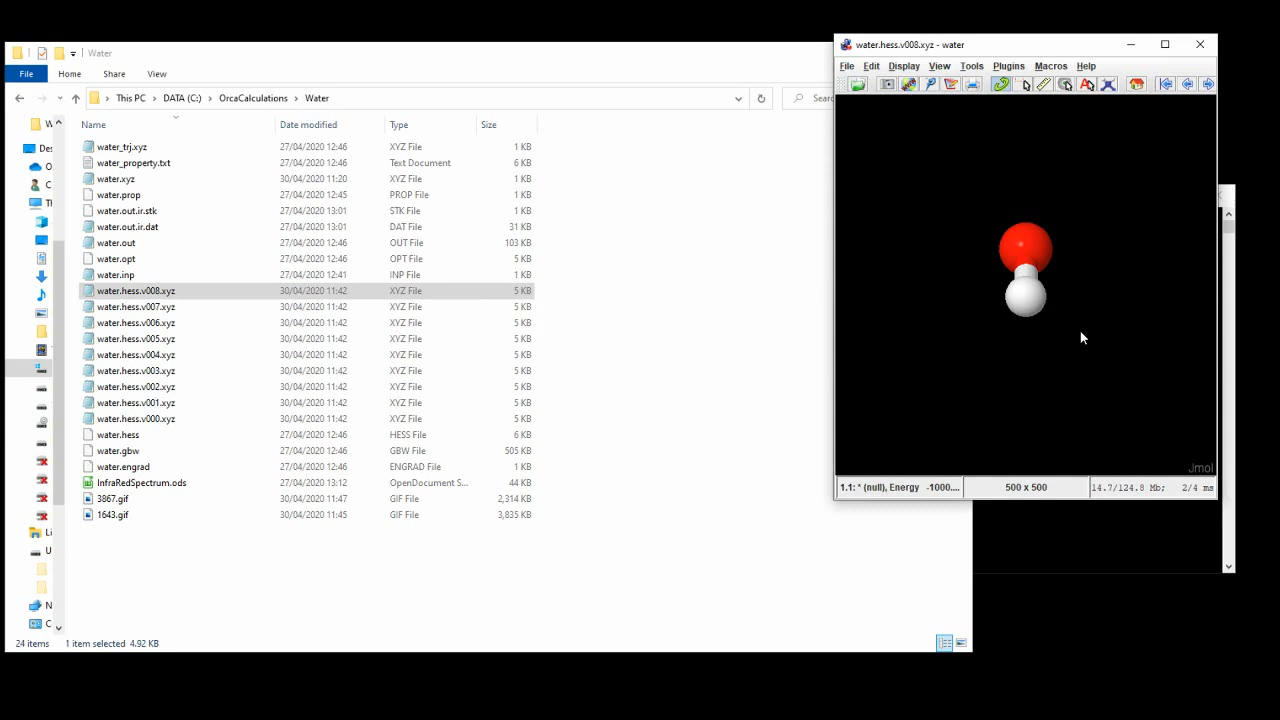 Water
File Home Share View
This PC DATA (C:) OrcaCalculations Water
Sear
Name Date modified Type Size
water_trj.xyz 27/04/2020 12:46 XYZ File 1 KB
water_property.txt 27/04/2020 12:46 Text Document 6 KB
water.xyz 30/04/2020 11:20 XYZ File 1 KB
water.prop 27/04/2020 12:45 PROP File 1 KB
water.out.ir.stk 27/04/2020 13:01 STK File 1 KB
water.out.ir.dat 27/04/2020 13:01 DAT File 31 KB
water.out 27/04/2020 12:46 OUT File 103 KB
water.opt 27/04/2020 12:46 OPT File 3 KB
water.inp 27/04/2020 12:41 INP File 1 KB
water.hess.v008.xyz 30/04/2020 11:42 XYZ File 5 KB
water.hess.v007.xyz 30/04/2020 11:42 XYZ File 5 KB
water.hess.v006.xyz 30/04/2020 11:42 XYZ File 5 KB
water.hess.v005.xyz 30/04/2020 11:42 XYZ File 5 KB
water.hess.v004.xyz 30/04/2020 11:42 XYZ File 5 KB
water.hess.v003.xyz 30/04/2020 11:42 XYZ File 5 KB
water.hess.v002.xyz 30/04/2020 11:42 XYZ File 5 KB
water.hess.v001.xyz 30/04/2020 11:42 XYZ File 5 KB
water.hess.v000.xyz 30/04/2020 11:42 XYZ File 5 KB
water.hess 27/04/2020 12:46 HESS File 6 KB
water.gbw 27/04/2020 12:46 GBW File 505 KB
water.engrad 27/04/2020 12:46 ENGRAD File 1 KB
InfraRedSpectrum.ods 27/04/2020 13:12 OpenDocument S... 44 KB
3867.gif 30/04/2020 11:47 GIF File 2,314 KB
1643.gif 30/04/2020 11:45 GIF File 3,835 KB
W
Des
O
C
Th
Li
U
N
C
24 items 1 item selected 4.92 KB
water.hess.v008.xyz - water
File Edit Display View Tools Plugins Macros Help
Jmol
1.1: * (null), Energy -1000.... 500 x 500 14.7/124.8 Mb; 2/4 ms